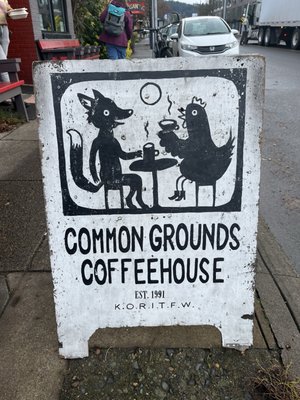 COMMON GROUNDS
COFFEEHOUSE
EST. 1991
K.O.R.I.T.F.W.